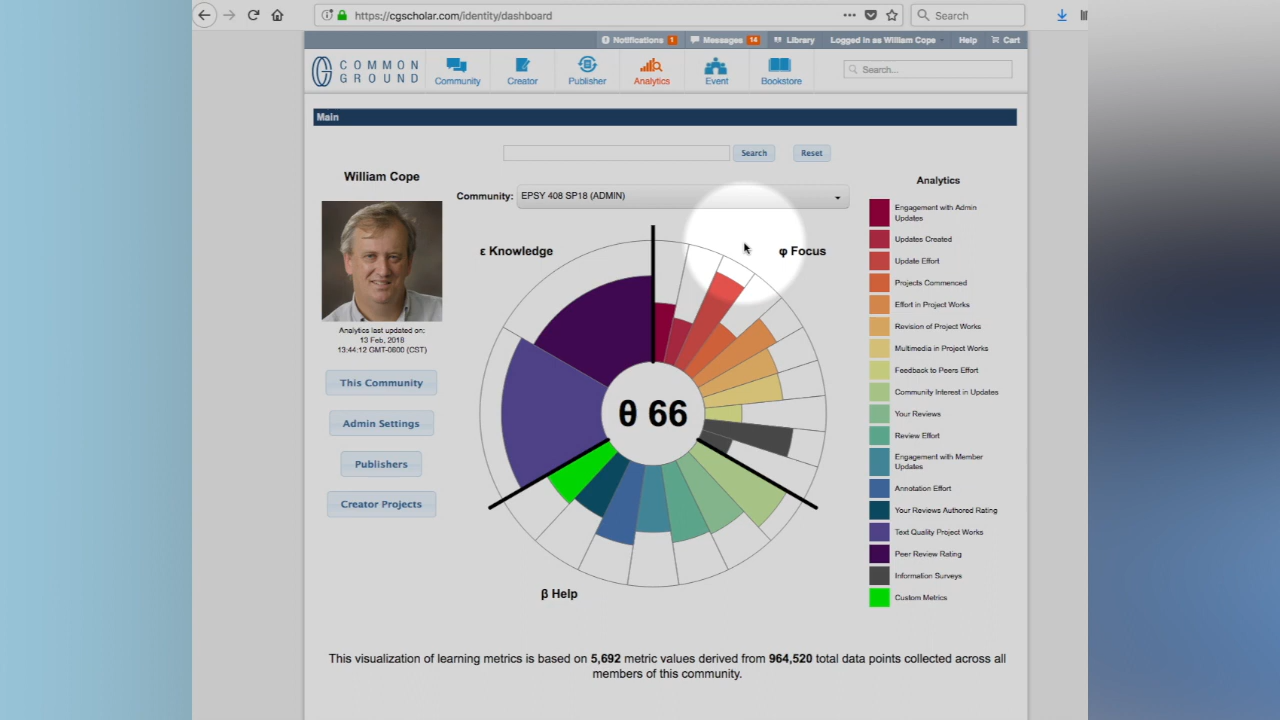 https://cgscholar.com/identity/dashboard
Search
Notifications 1
Messages 14
Library
Logged in as William Cope
Help
Cart
COMMON
GROUND
Community
Creator
Publisher
Analytics
Event
Bookstore
Search...
Main
Search
Reset
William Cope
Community:
EPSY 408 SP18 (ADMIN)
Analytics
Engagement with Admin
Updates
Updates Created
Update Effort
Projects Commenced
Effort in Project Works
Revision of Project Works
Multimedia in Project Works
Feedback to Peers Effort
Community Interest in Updates
Your Reviews
Review Effort
Engagement with Member
Updates
Annotation Effort
Your Reviews Authored Rating
Text Quality Project Works
Peer Review Rating
Information Surveys
Custom Metrics
ε Knowledge
φ Focus
θ 66
β Help
Analytics last updated on:
13 Feb, 2018
13:44:12 GMT-0600 (CST)
This Community
Admin Settings
Publishers
Creator Projects
This visualization of learning metrics is based on 5,692 metric values derived from 964,520 total data points collected across all
members of this community.